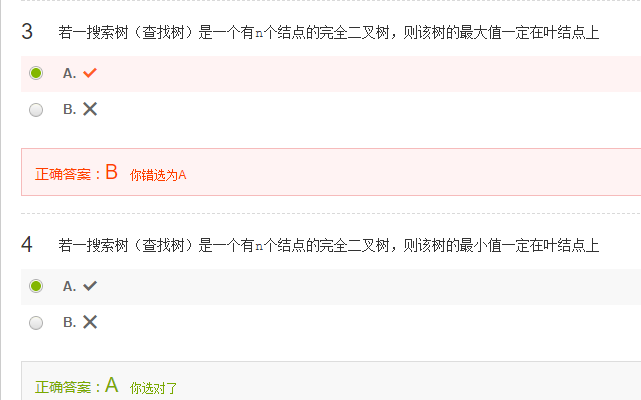 3 若一搜索树（查找树）是一个有n个结点的完全二叉树，则该树的最大值一定在叶结点上
A. ✓
B. ✕
正确答案：B 你错选为A
4 若一搜索树（查找树）是一个有n个结点的完全二叉树，则该树的最小值一定在叶结点上
A. ✓
B. ✕
正确答案：A 你选对了